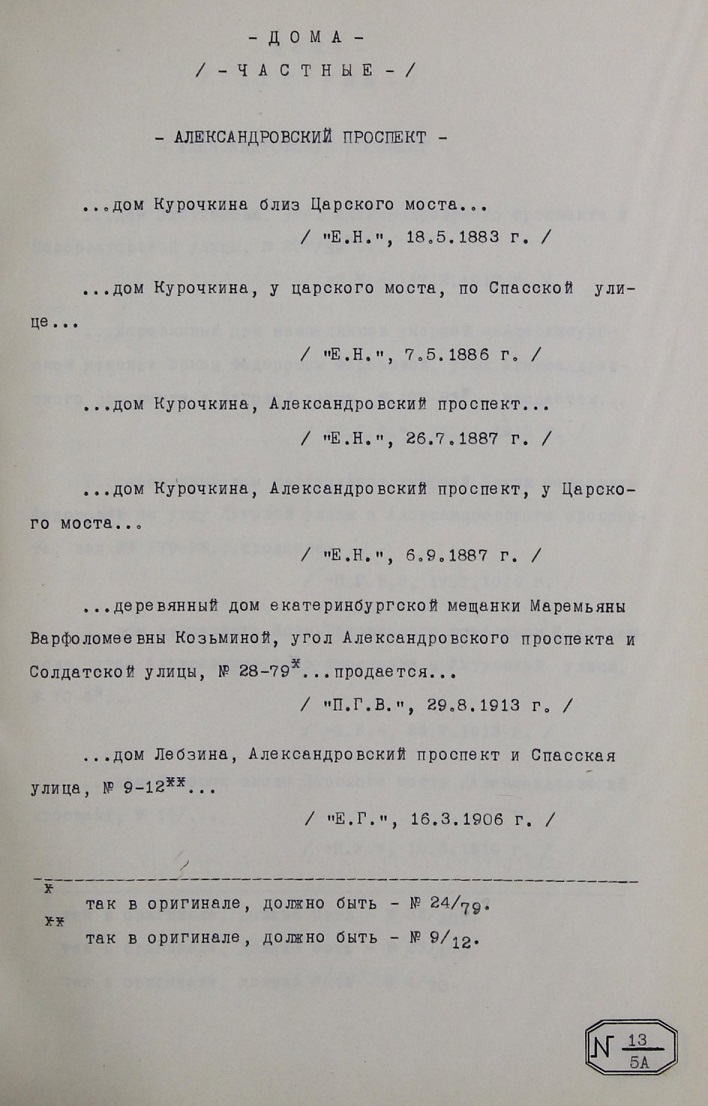 - Д О М А -
/ - Ч А С Т Н Ы Е - /
- АЛЕКСАНДРОВСКИЙ ПРОСПЕКТ -
...дом Курочкина близ Царского моста...
/ "Е.Н.", 18.5.1883 г. /
...дом Курочкина, у царского моста, по Спасской ули-
це...
/ "Е.Н.", 7.5.1886 г. /
...дом Курочкина, Александровский проспект...
/ "Е.Н.", 26.7.1887 г. /
...дом Курочкина, Александровский проспект, у Царско-
го моста...
/ "Е.Н.", 6.9.1887 г. /
...деревянный дом екатеринбургской мещанки Маремьяны
Варфоломеевны Козьминой, угол Александровского проспекта и
Солдатской улицы, № 28-79ˣ...продается...
/ "П.Г.В.", 29.8.1913 г. /
...дом Лебзина, Александровский проспект и Спасская
улица, № 9-12ˣˣ...
/ "Е.Г.", 16.3.1906 г. /
х
так в оригинале, должно быть - № 24/79.
хх
так в оригинале, должно быть - № 9/12.
N 13
5А